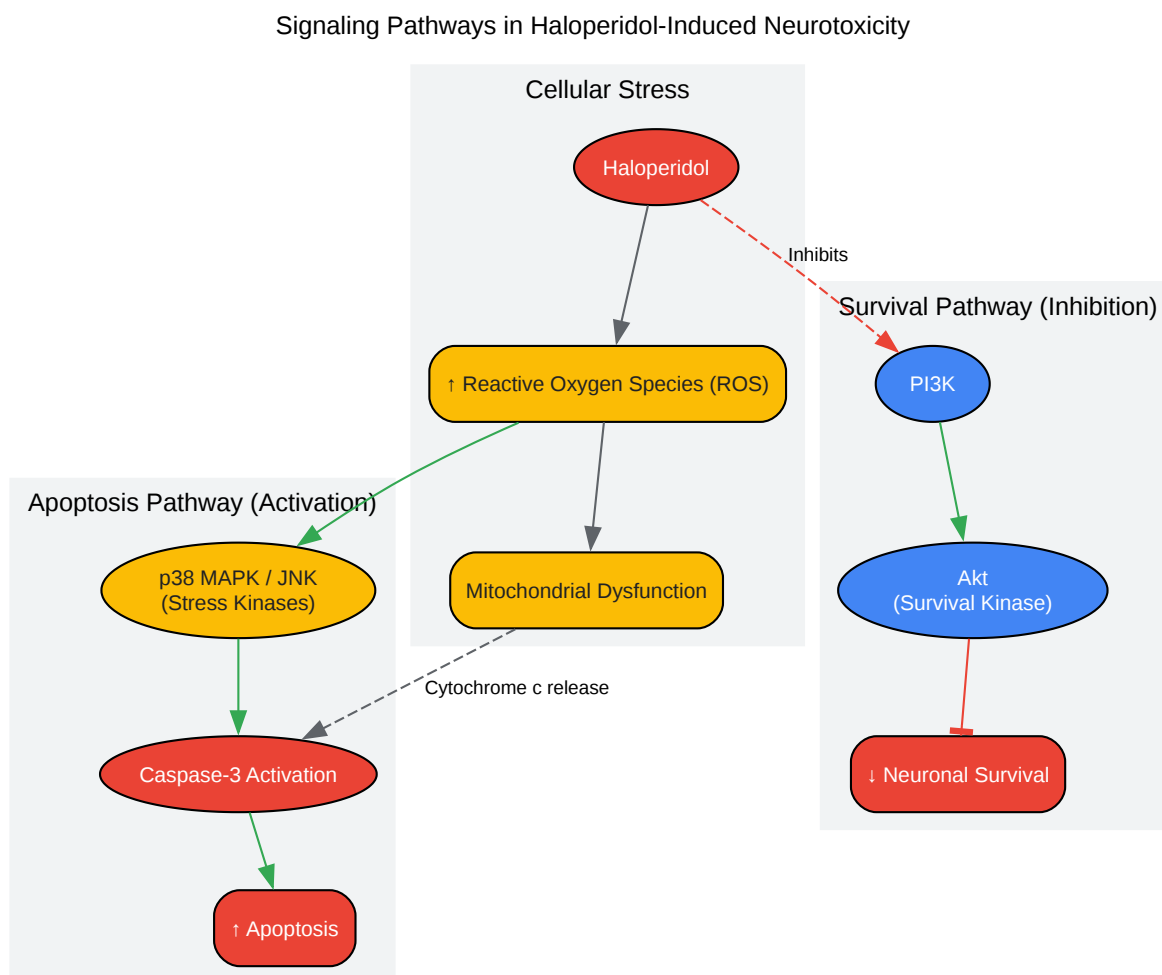 Signaling Pathways in Haloperidol-Induced Neurotoxicity
Cellular Stress
Haloperidol
Inhibits
Survival Pathway (Inhibition)
↑ Reactive Oxygen Species (ROS)
PI3K
Apoptosis Pathway (Activation)
p38 MAPK / JNK
(Stress Kinases)
Mitochondrial Dysfunction
Akt
(Survival Kinase)
Cytochrome c release
Caspase-3 Activation
↓ Neuronal Survival
↑ Apoptosis